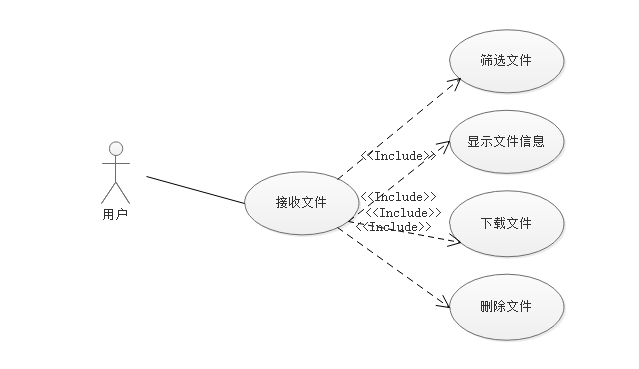 筛选文件
显示文件信息
<<Include>>
用户
接收文件
<<Include>>
<<Include>>
<<Include>>
下载文件
删除文件